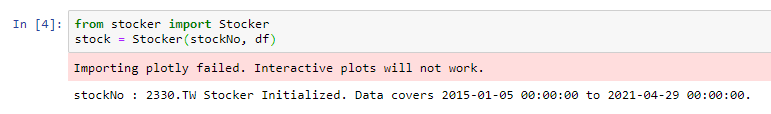 In [4]: from stocker import Stocker
stock = Stocker(stockNo, df)
Importing plotly failed. Interactive plots will not work.
stockNo : 2330.TW Stocker Initialized. Data covers 2015-01-05 00:00:00 to 2021-04-29 00:00:00.